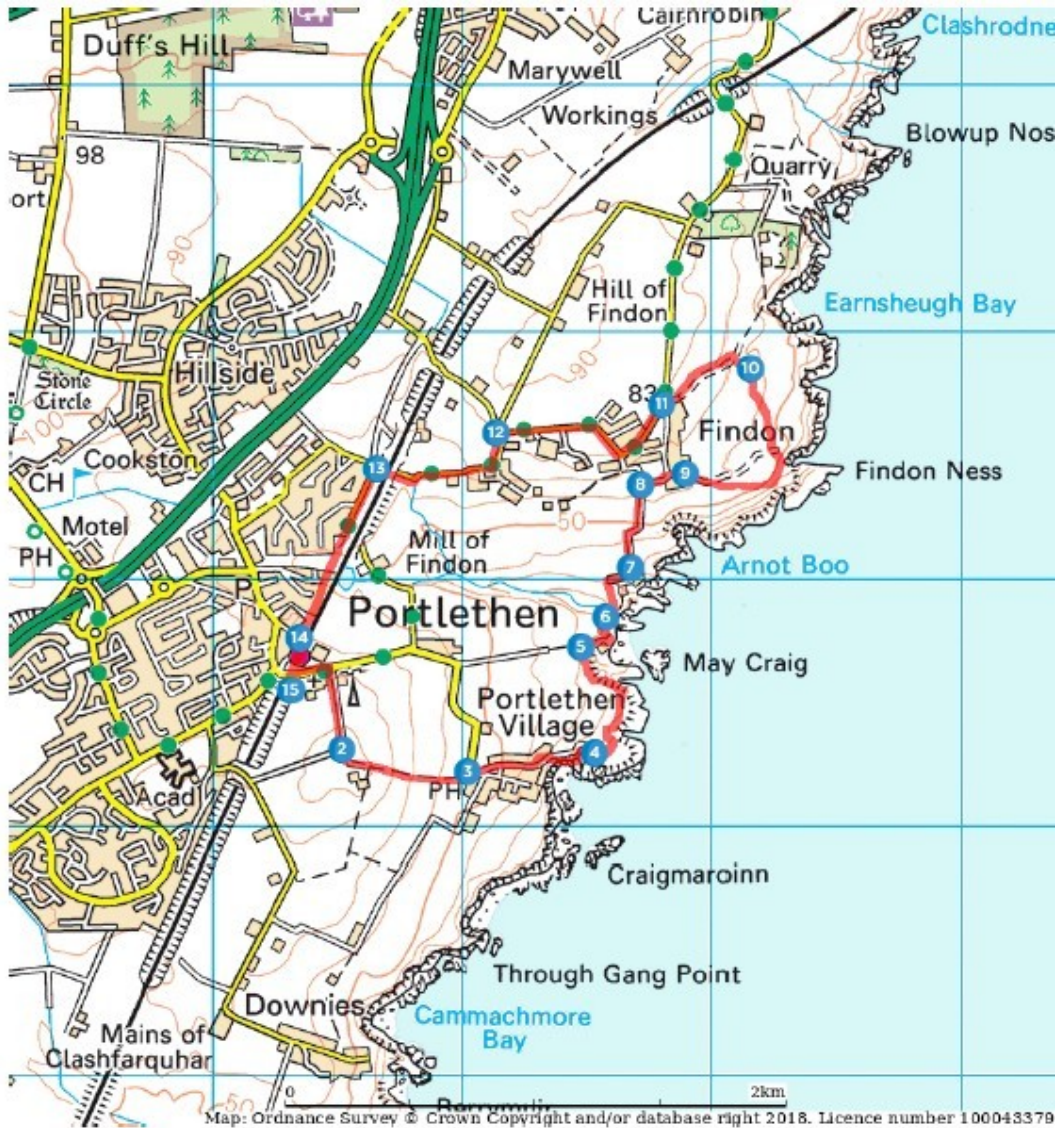 Cairnrobin
Clashrodne
Duff's Hill
Marywell
Workings
Blowup Nos
98
Quarry
ort
90
Hill of
Findon
Earnsheugh Bay
Stone
Circle
Hillside
90
83
10
11
100
12
Findon
Cookston
13
CH
8
9
Findon Ness
Motel
50
PH
Mill of
Findon
7
Arnot Boo
P
Portlethen
6
14
5
May Craig
15
Portlethen
Village
2
4
3
PH
Acad
Craigmaroinn
Through Gang Point
Downies
Cammachmore
Bay
Mains of
Clashfarquhar
0
2km
50
Map: Ordnance Survey © Crown Copyright and/or database right 2018. Licence number 100043379